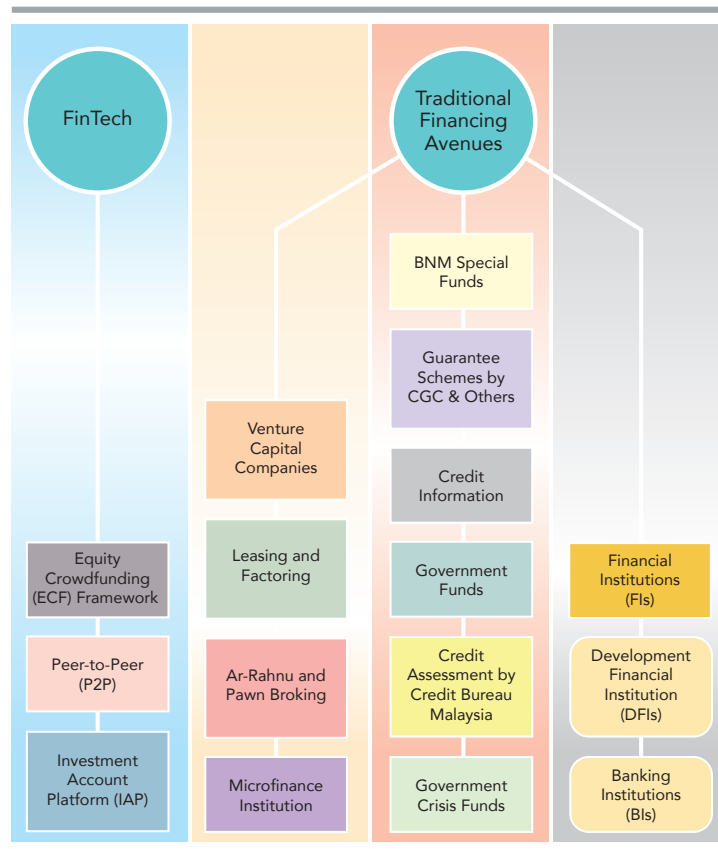 FinTech
Equity
Crowdfunding
(ECF) Framework
Peer-to-Peer
(P2P)
Investment
Account
Platform (IAP)
Traditional
Financing
Avenues
Venture
Capital
Companies
Leasing and
Factoring
Ar-Rahnu and
Pawn Broking
Microfinance
Institution
BNM Special
Funds
Guarantee
Schemes by
CGC & Others
Credit
Information
Government
Funds
Credit
Assessment by
Credit Bureau
Malaysia
Government
Crisis Funds
Financial
Institutions
(FIs)
Development
Financial
Institution
(DFIs)
Banking
Institutions
(BIs)